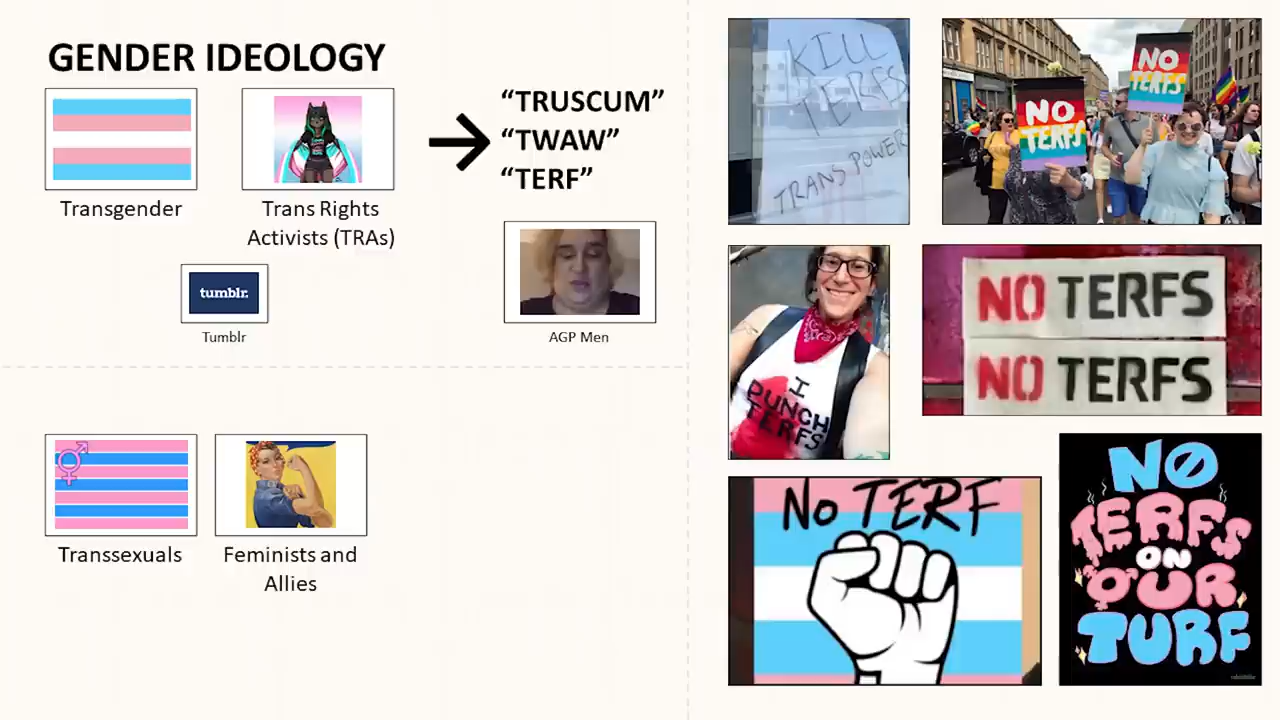 GENDER IDEOLOGY
Transgender
Trans Rights
Activists (TRAs)
“TRUSCUM”
“TWAW”
“TERF”
tumblr.
Tumblr
AGP Men
Transsexuals
Feminists and
Allies
KILL
TERFS
TRANS POWER
NO
TERFS
NO
TERFS
I
PUNCH
TERFS
NO TERFS
NO TERFS
No TERF
NO
TERFS
ON
OUR
TURF